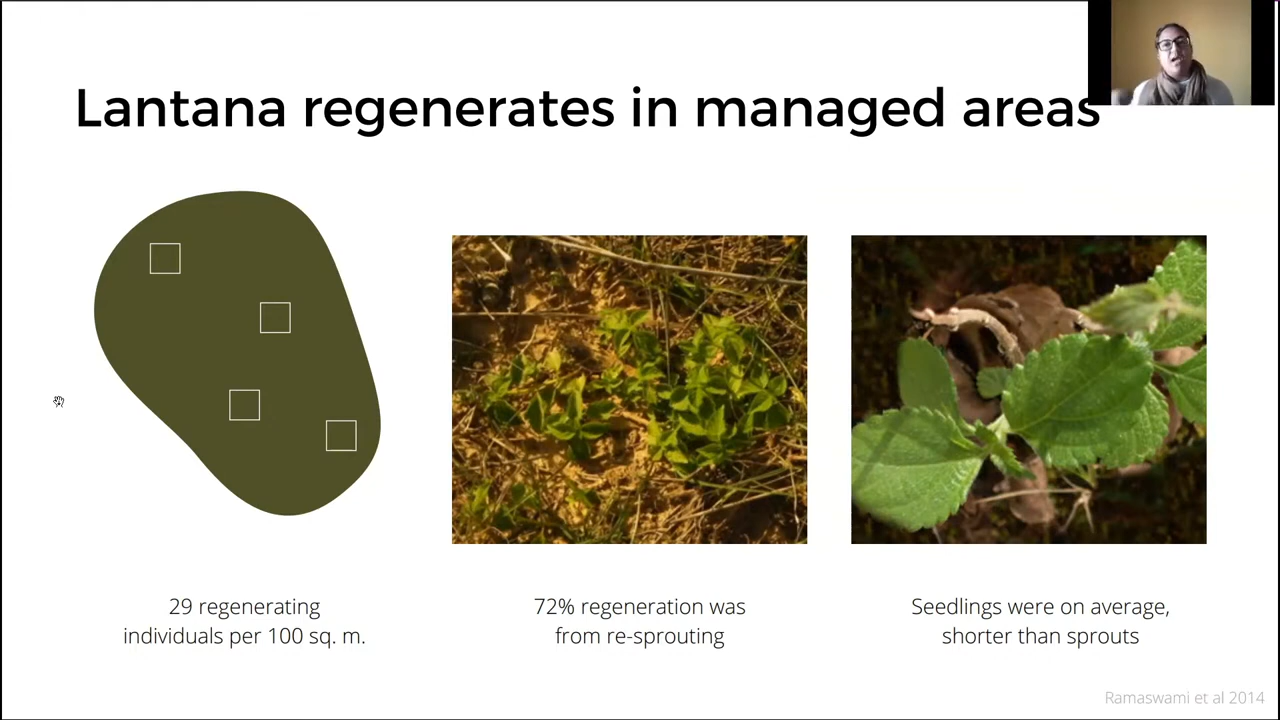 Lantana regenerates in managed areas
29 regenerating
individuals per 100 sq. m.
72% regeneration was
from re-sprouting
Seedlings were on average,
shorter than sprouts
Ramaswami et al 2014